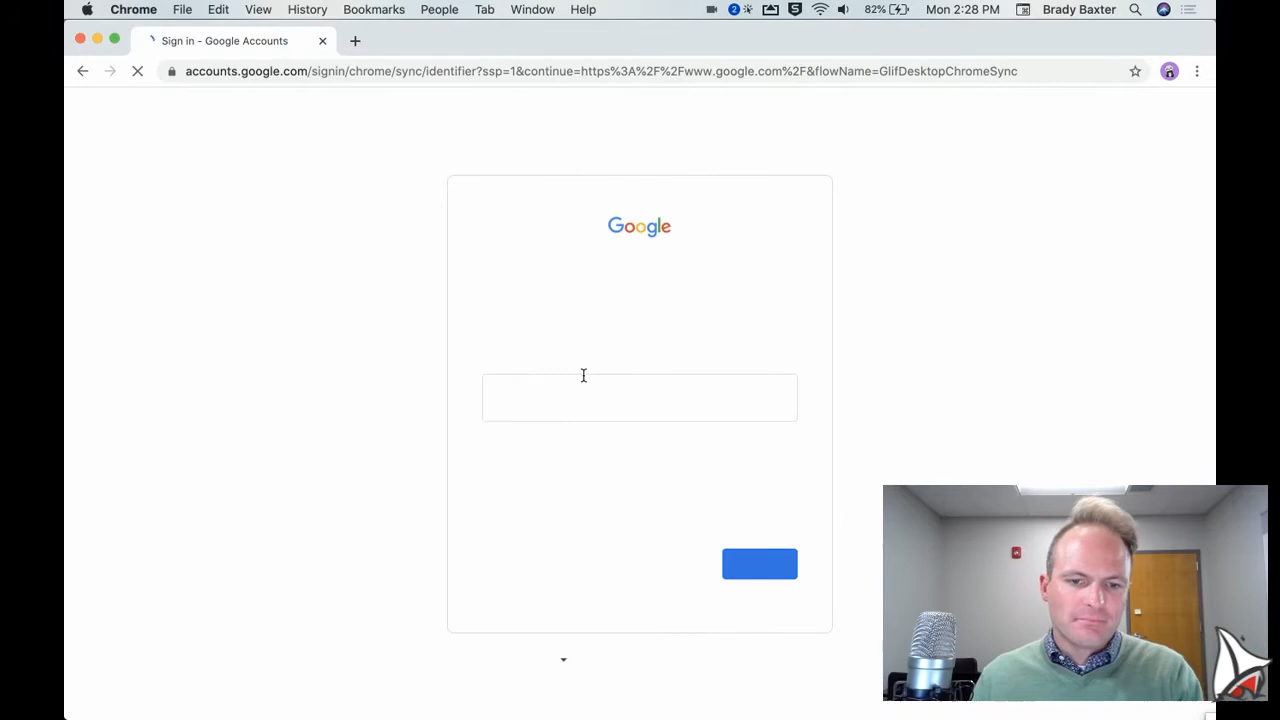 Chrome File Edit View History Bookmarks People Tab Window Help 2 82% Mon 2:28 PM Brady Baxter
Sign in - Google Accounts
accounts.google.com/signin/chrome/sync/identifier?ssp=1&continue=https%3A%2F%2Fwww.google.com%2F&flowName=GlifDesktopChromeSync
Google